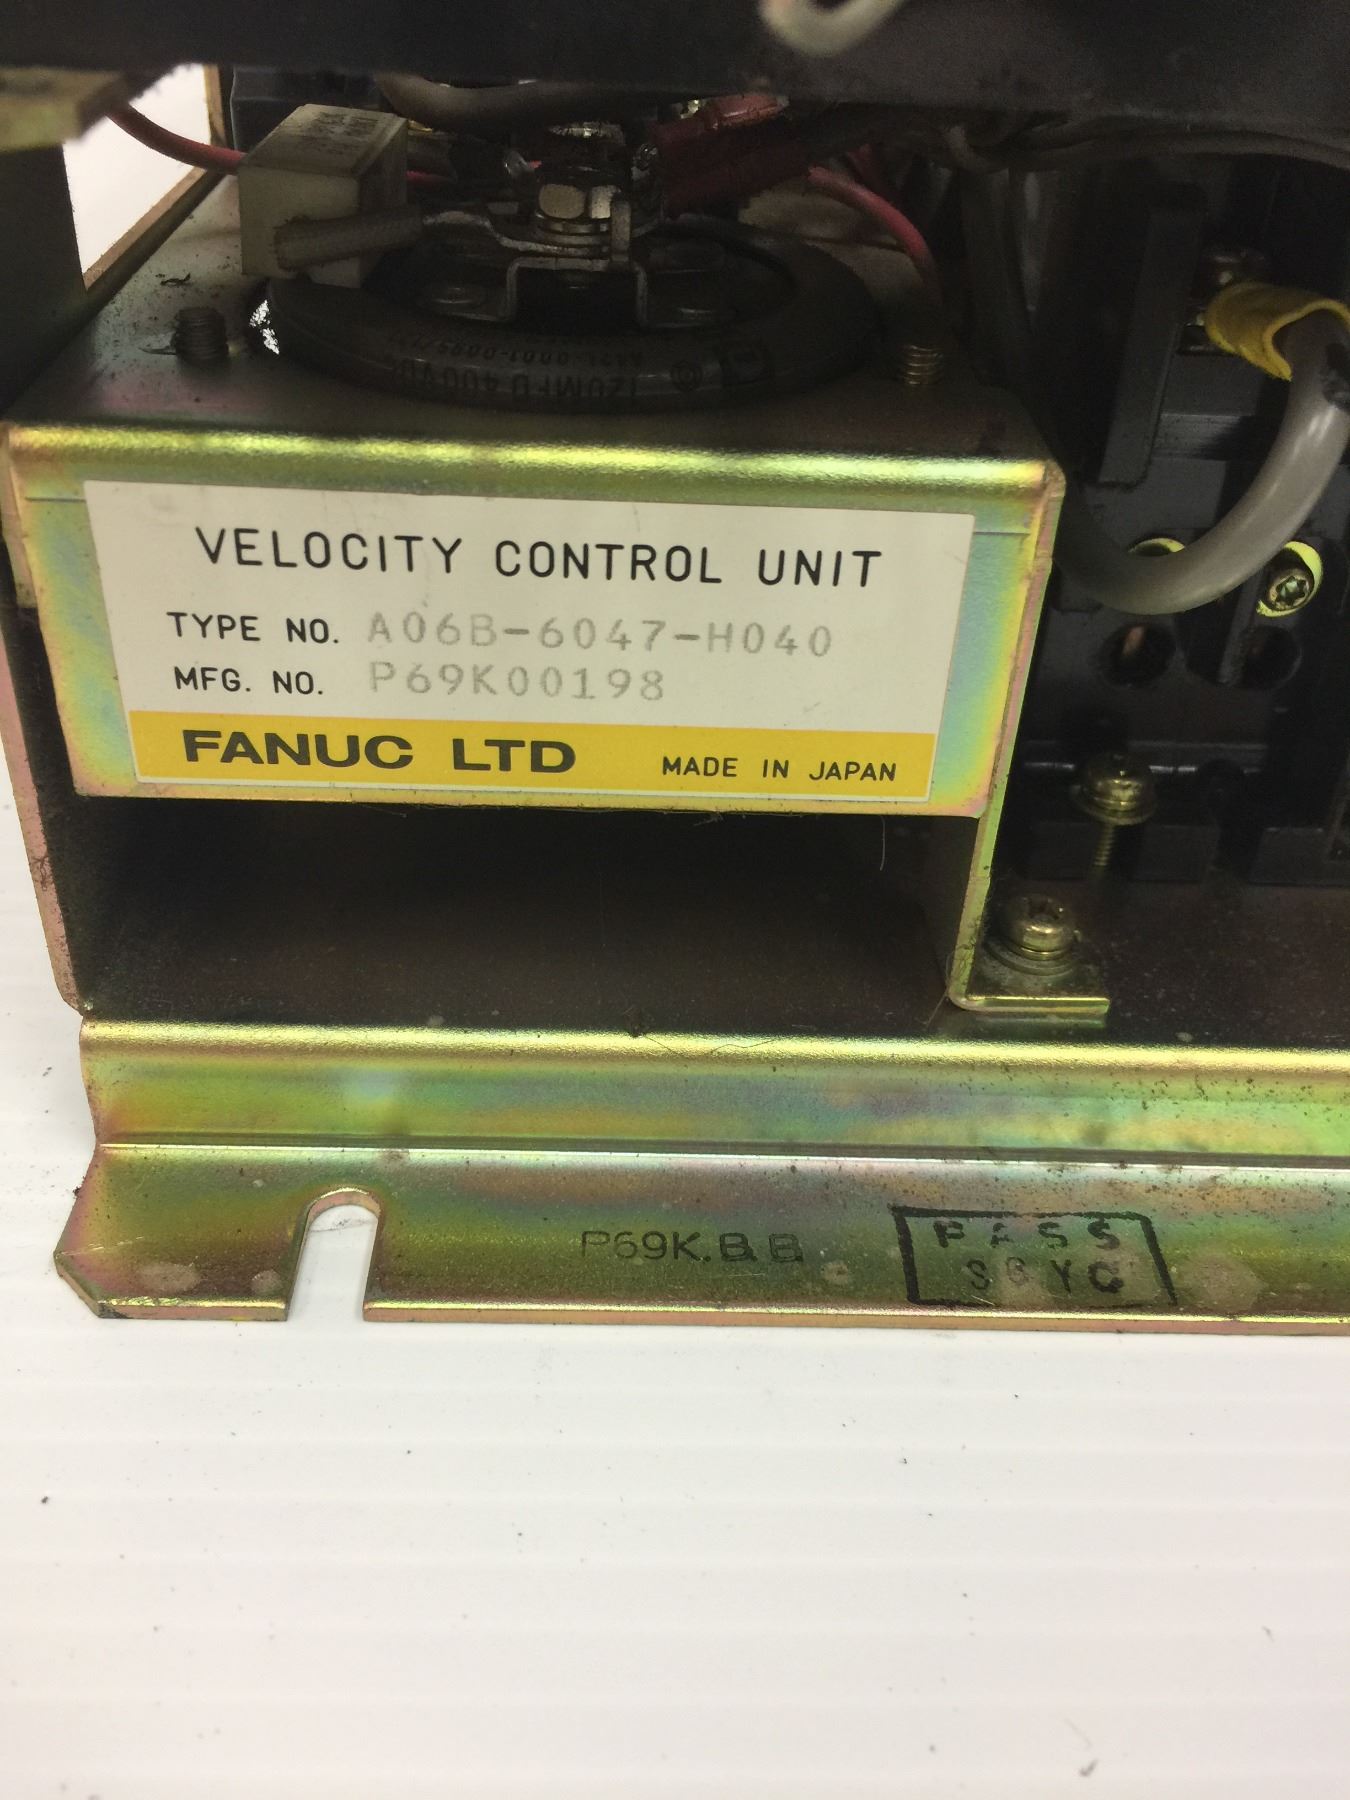 VELOCITY CONTROL UNIT
TYPE NO. A06B-6047-H040
MFG. NO. P69K00198
FANUC LTD MADE IN JAPAN
P69K.B.B
PASS